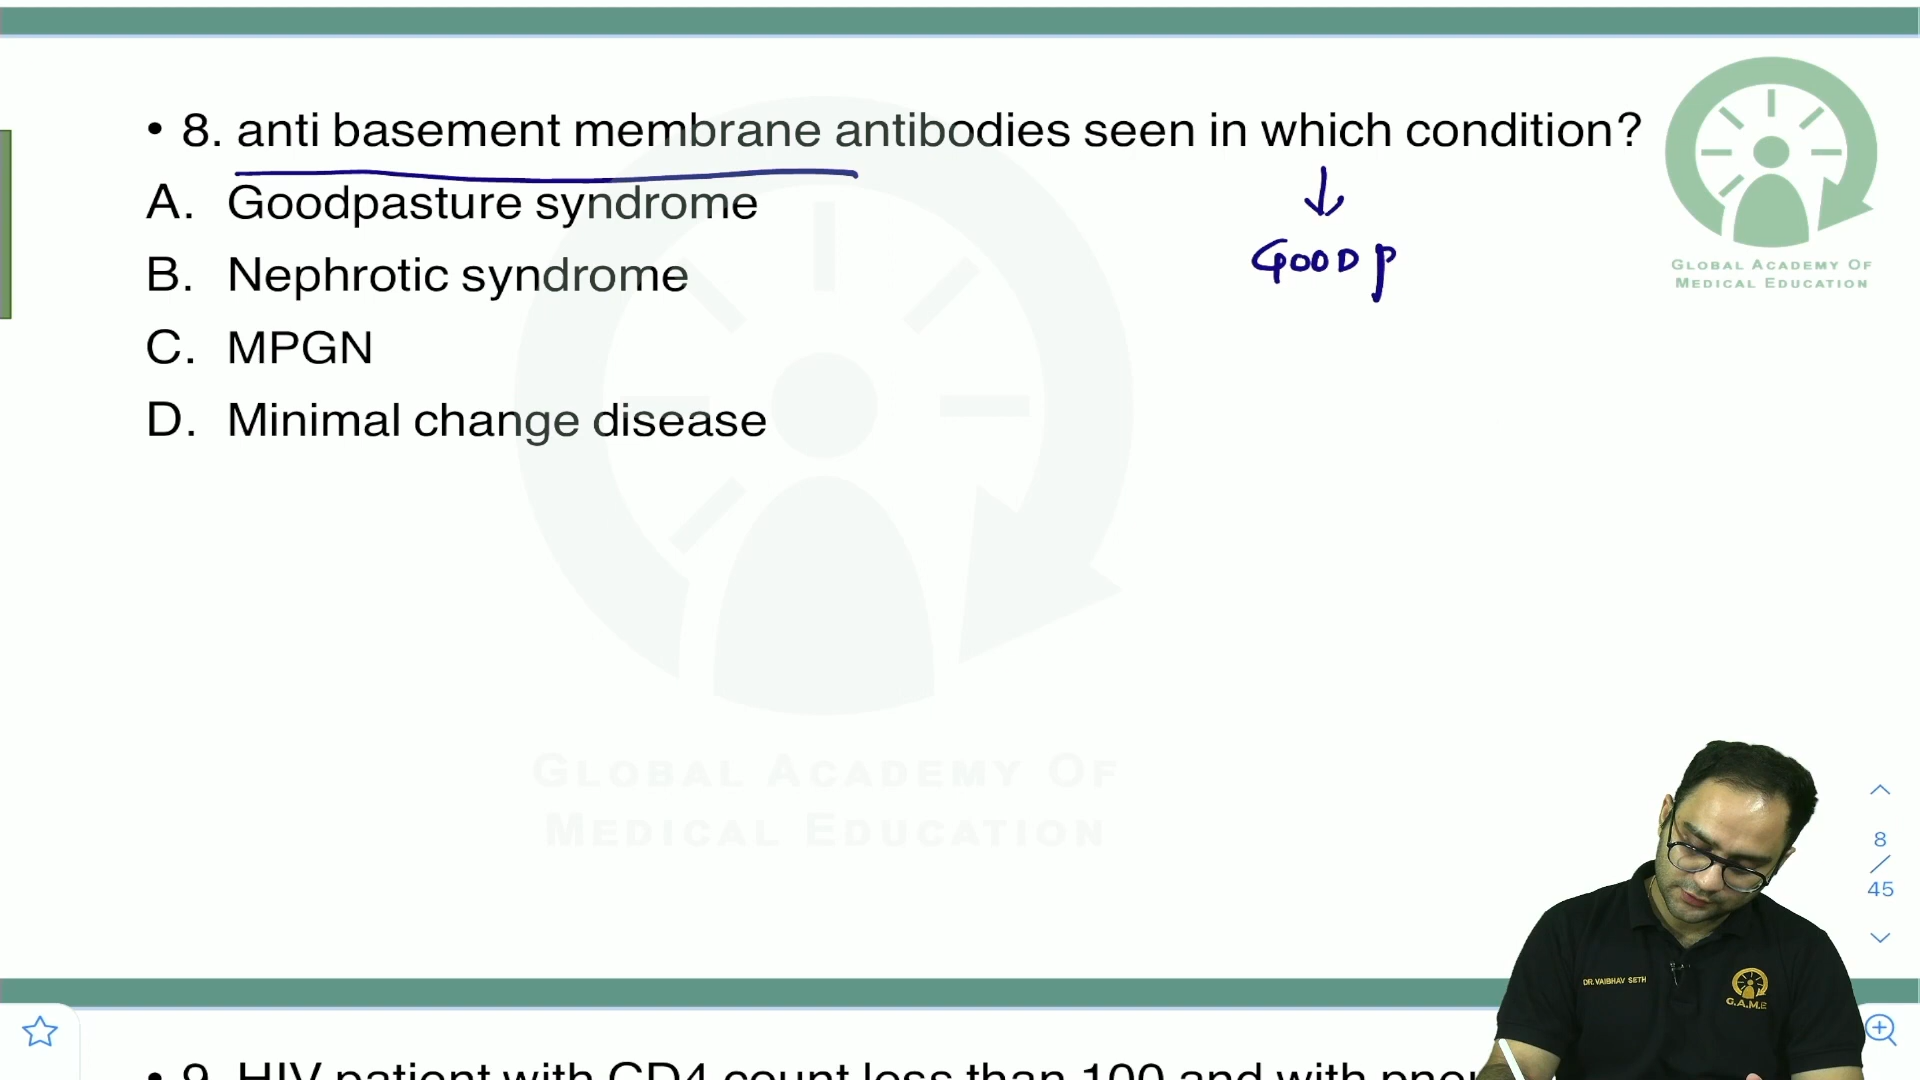 • 8. anti basement membrane antibodies seen in which condition?
A. Goodpasture syndrome
B. Nephrotic syndrome
C. MPGN
D. Minimal change disease
GOOD P
GLOBAL ACADEMY OF
MEDICAL EDUCATION
GLOBAL ACADEMY OF
MEDICAL EDUCATION
8
/
45
DR. VAIBHAV SETH
G.A.M.E
• 9. HIV patient with CD4 count less than 100 and with